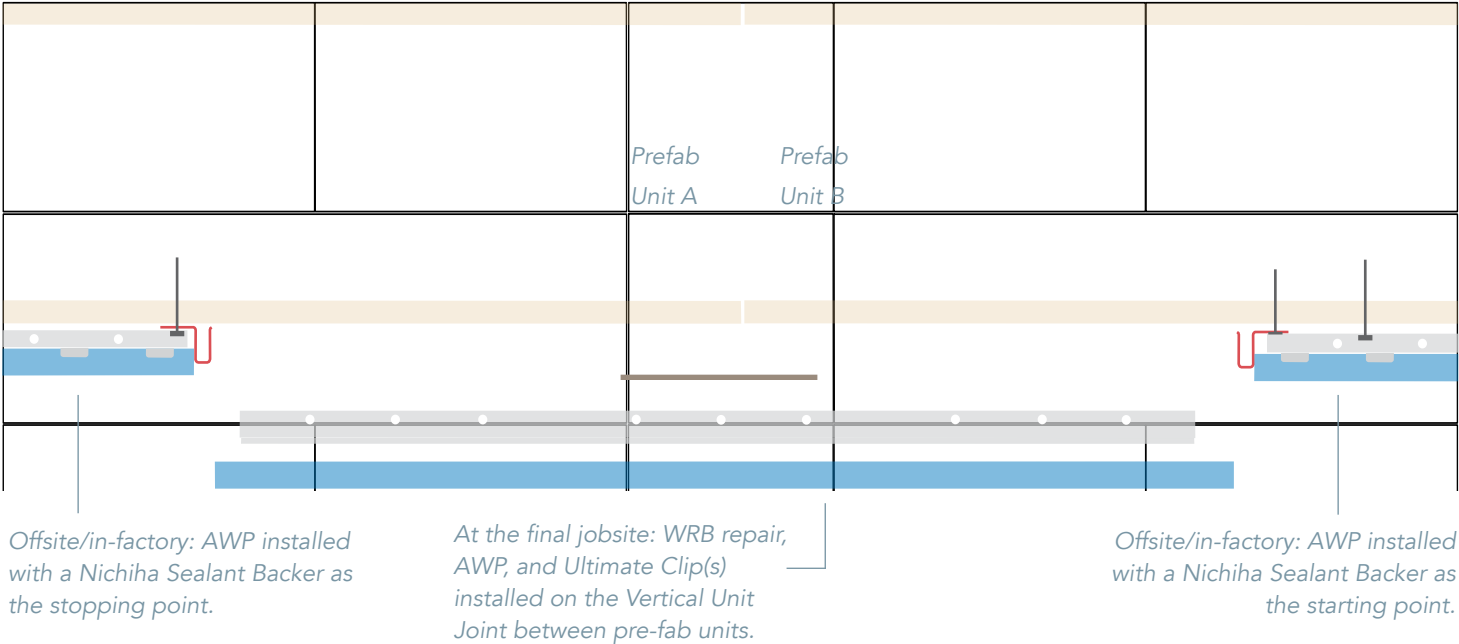 Prefab
Unit A
Prefab
Unit B
Offsite/in-factory: AWP installed
with a Nichiha Sealant Backer as
the stopping point.
At the final jobsite: WRB repair,
AWP, and Ultimate Clip(s)
installed on the Vertical Unit
Joint between pre-fab units.
Offsite/in-factory: AWP installed
with a Nichiha Sealant Backer as
the starting point.